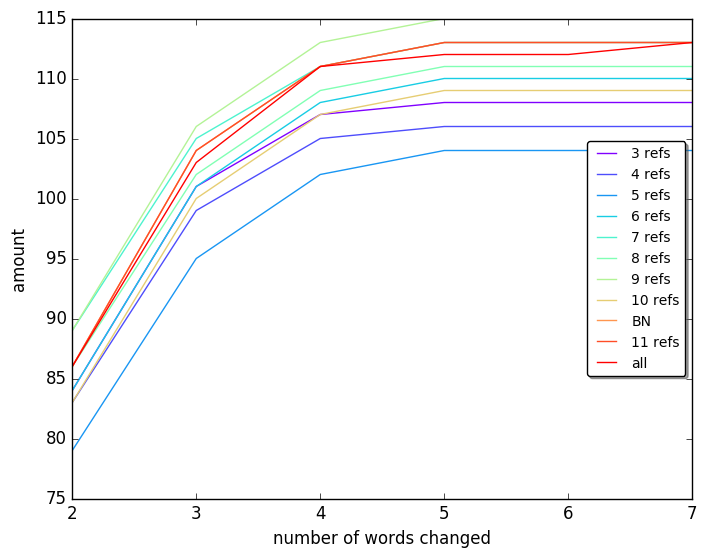 115
110
105
100
95
90
85
80
75
amount
3 refs
4 refs
5 refs
6 refs
7 refs
8 refs
9 refs
10 refs
BN
11 refs
all
2 3 4 5 6 7
number of words changed